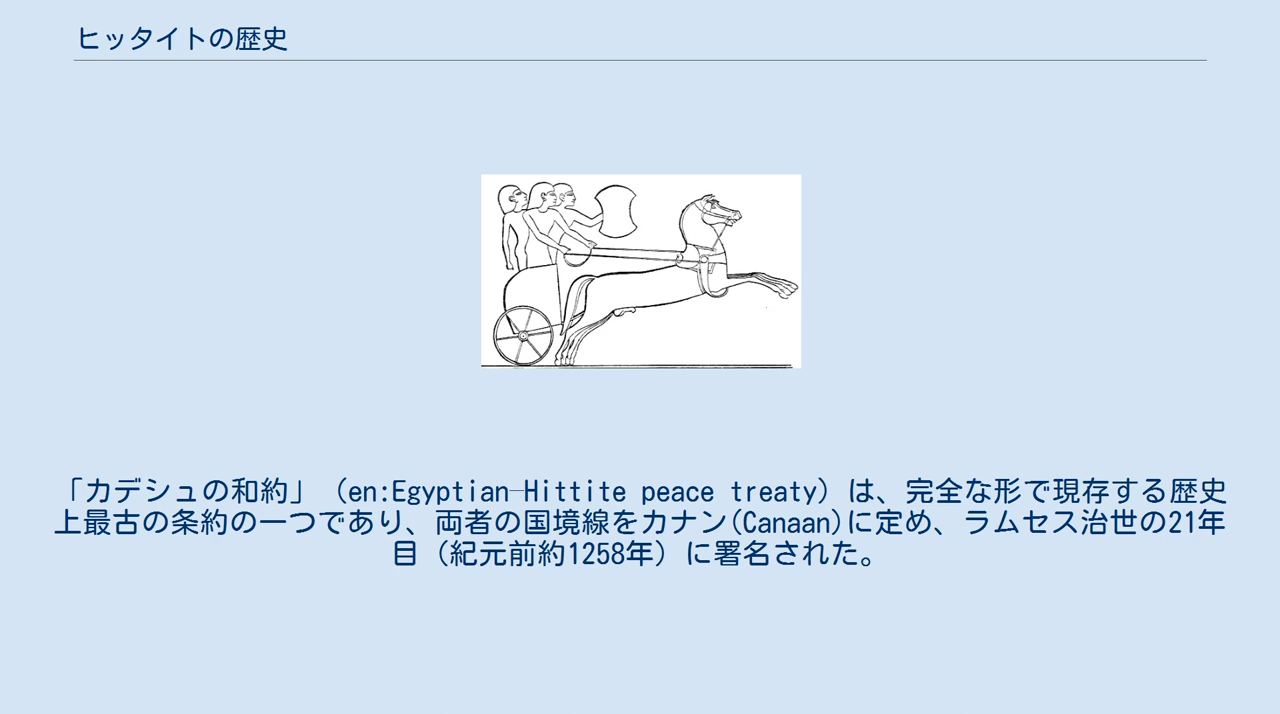 ヒッタイトの歴史
「カデシュの和約」（en:Egyptian–Hittite peace treaty）は、完全な形で現存する歴史
上最古の条約の一つであり、両者の国境線をカナン(Canaan)に定め、ラムセス治世の21年
目（紀元前約1258年）に署名された。